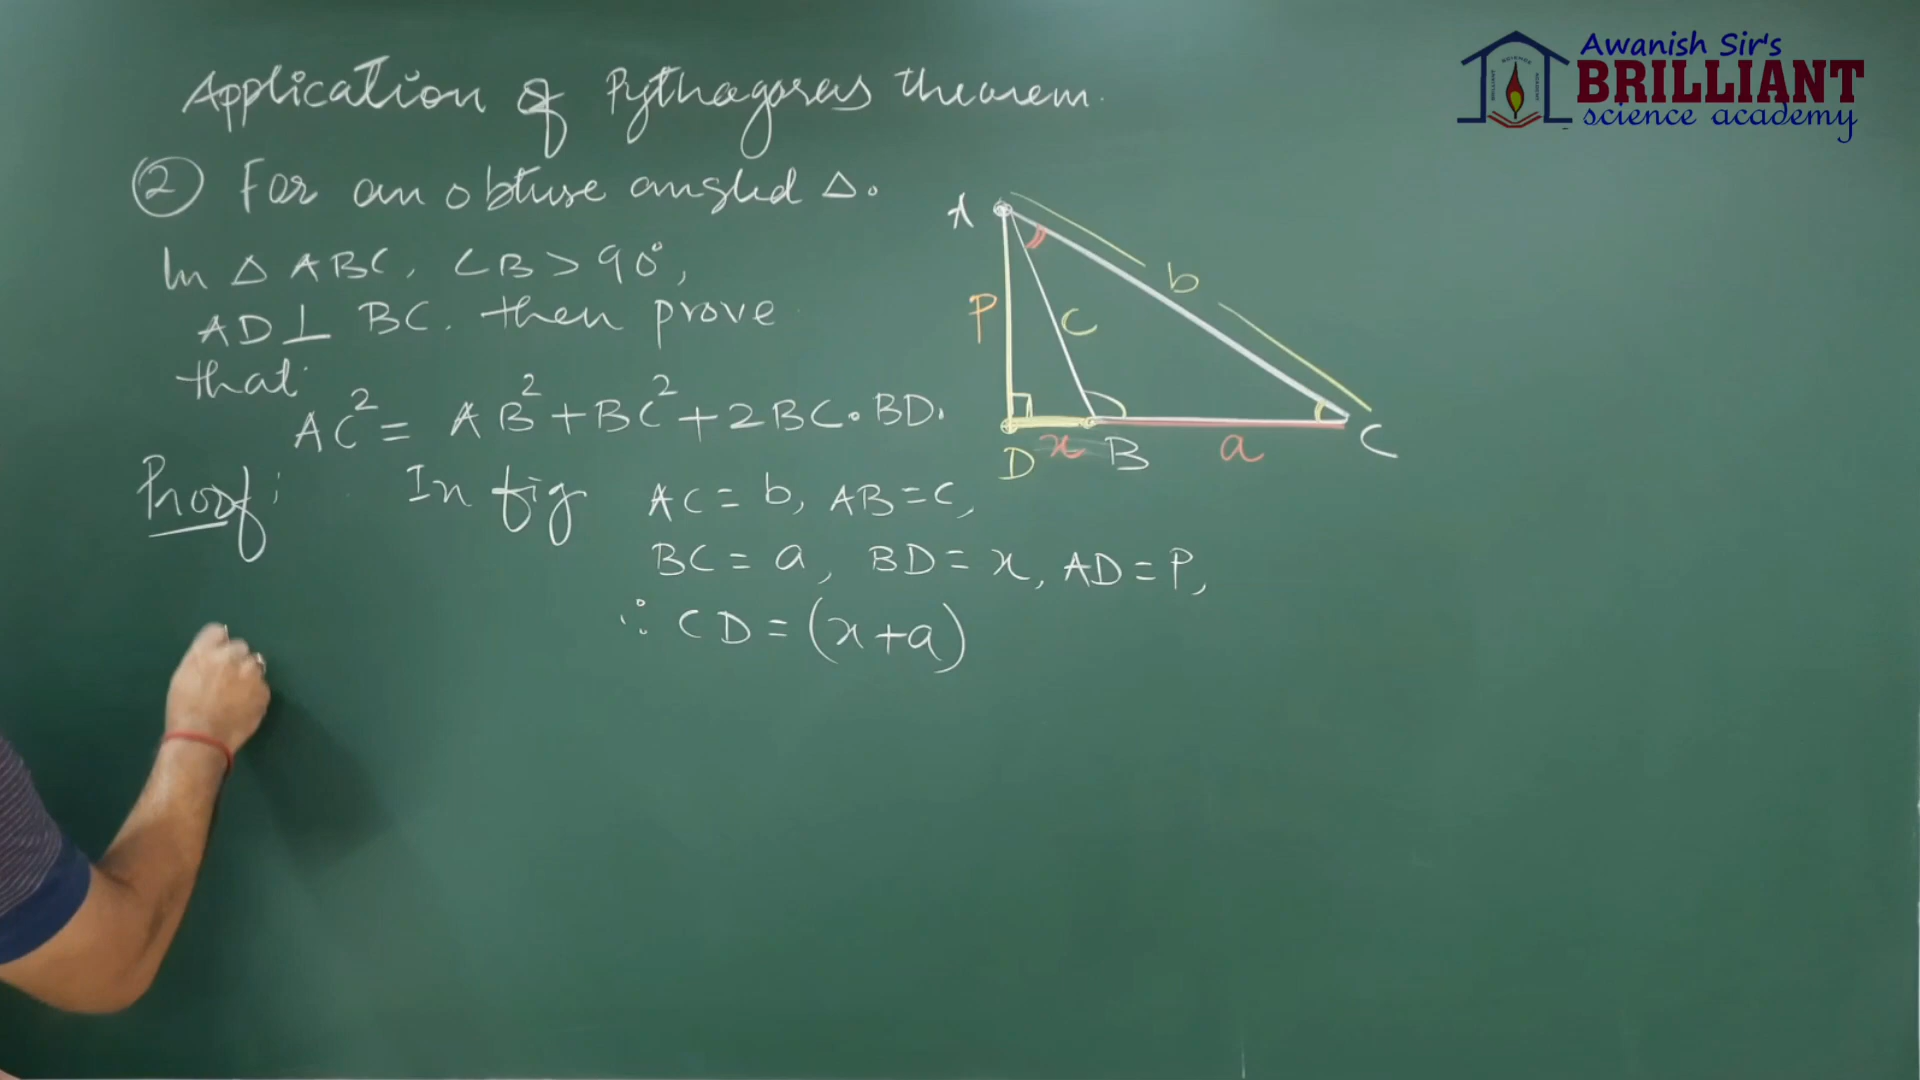 Application of Pythagoras theorem.
② For an obtuse angled △.
In △ ABC, ∠B > 90°,
AD ⊥ BC. then prove
that
AC² = AB² + BC² + 2BC·BD.
Proof: In fig AC = b, AB = c,
BC = a, BD = x, AD = P,
∴ CD = (x+a)
A
b
P
c
D
x
B
a
C
Awanish Sir's
BRILLIANT
science academy